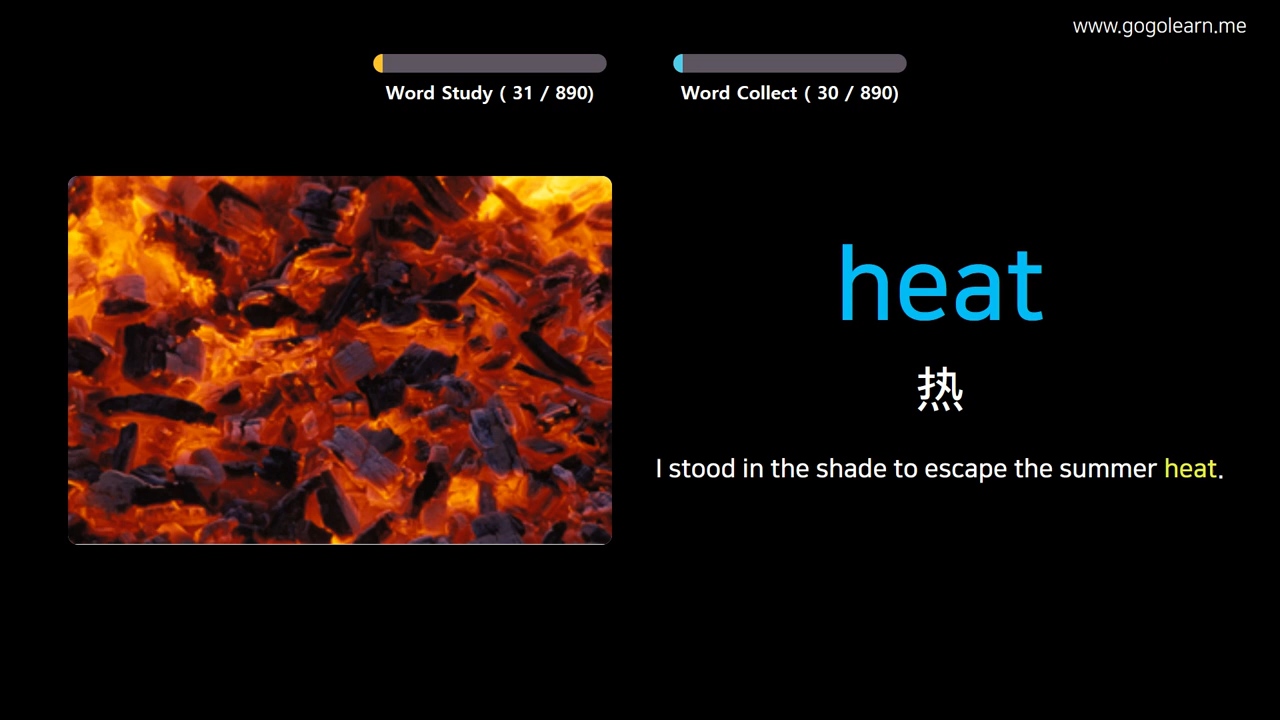 www.gogolearn.me
Word Study ( 31 / 890)
Word Collect ( 30 / 890)
heat
热
I stood in the shade to escape the summer heat.